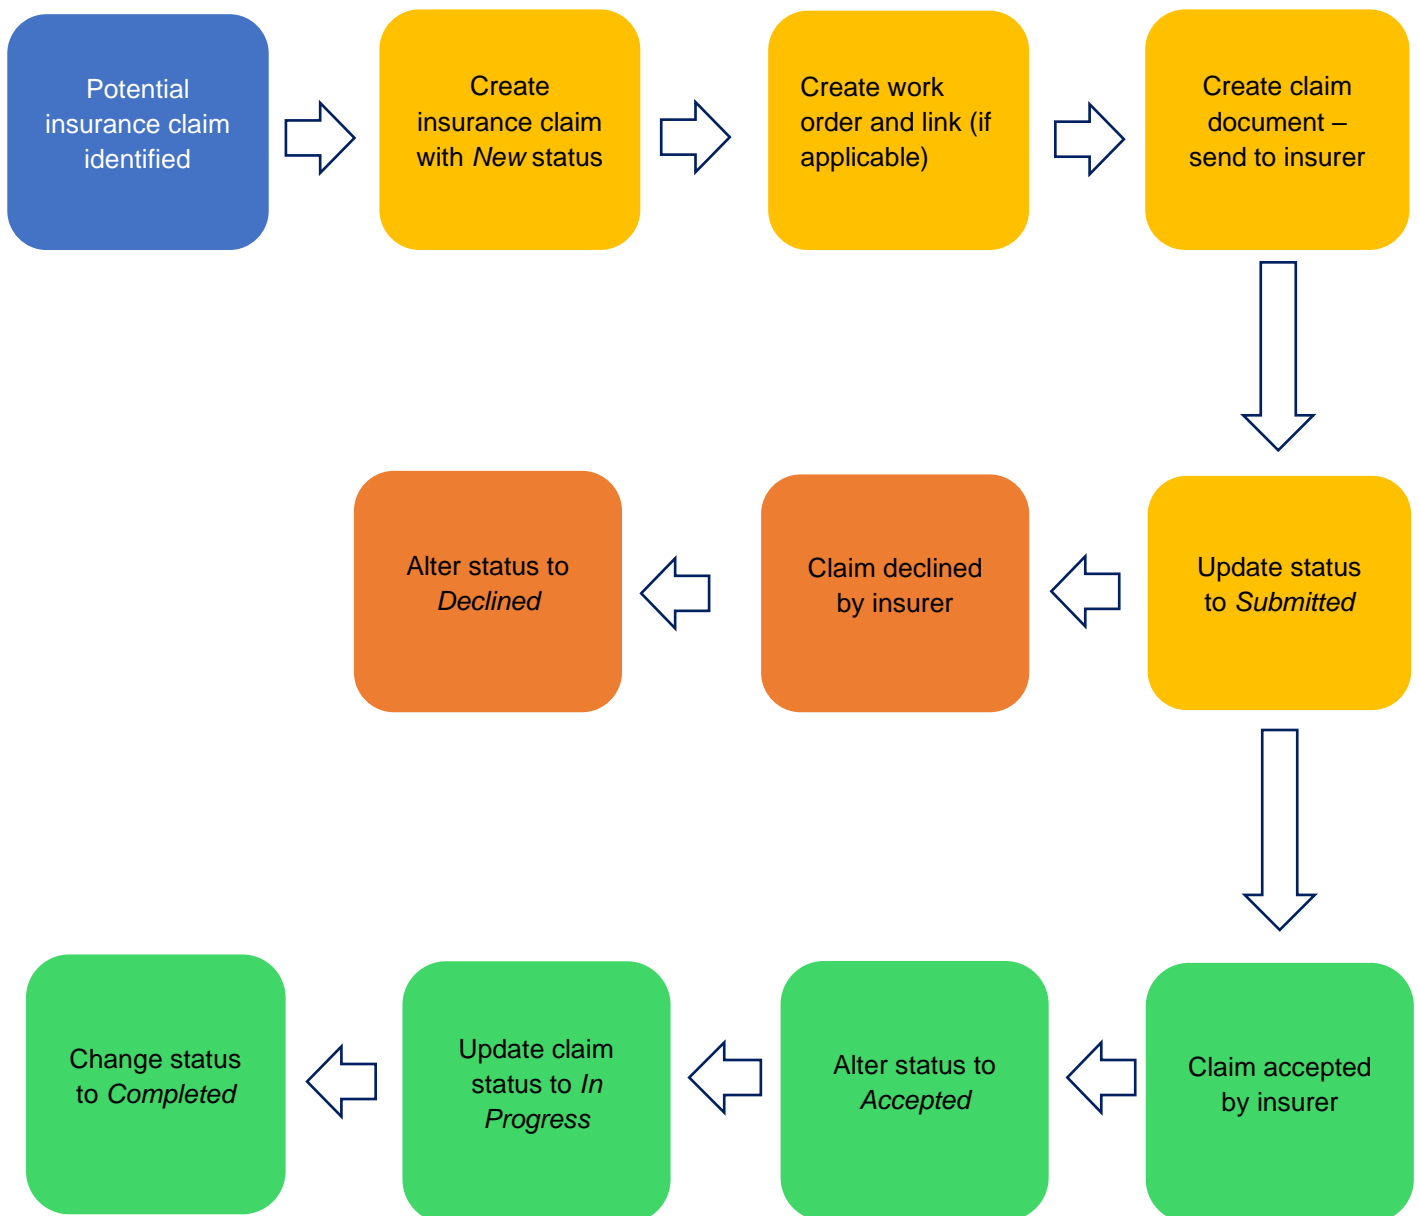 Potential
insurance claim
identified
Create
insurance claim
with New status
Create work
order and link (if
applicable)
Create claim
document –
send to insurer
Alter status to
Declined
Claim declined
by insurer
Update status
to Submitted
Change status
to Completed
Update claim
status to In
Progress
Alter status to
Accepted
Claim accepted
by insurer